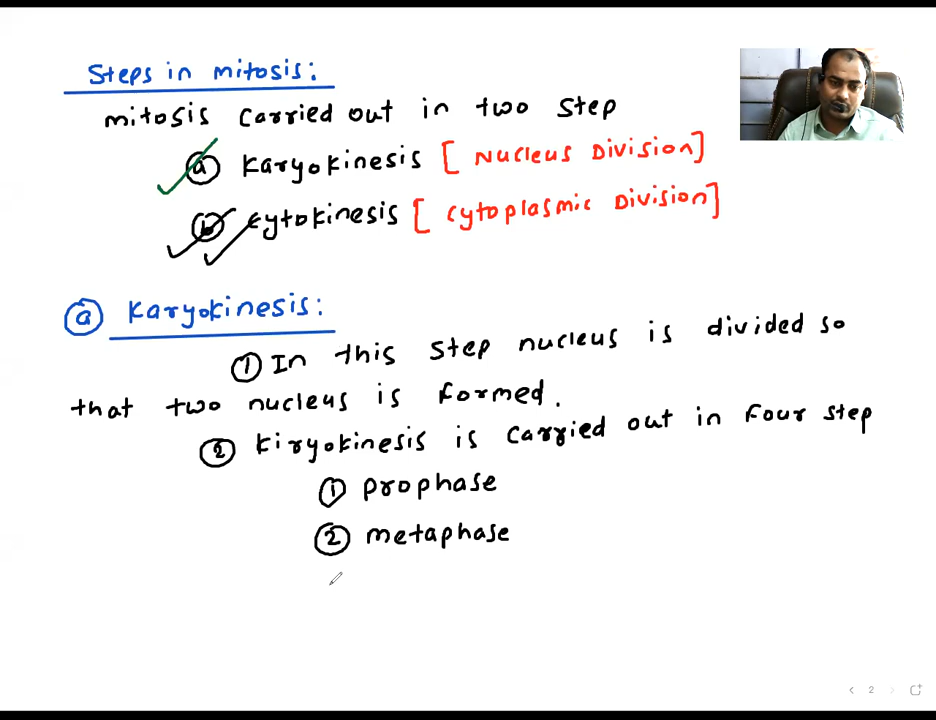 Steps in mitosis:
mitosis carried out in two step
a karyokinesis [ Nucleus Division]
b cytokinesis [ cytoplasmic Division]
a karyokinesis:
1 In this step nucleus is divided so
that two nucleus is formed.
2 kiryokinesis is carried out in four step
1 prophase
2 metaphase
2